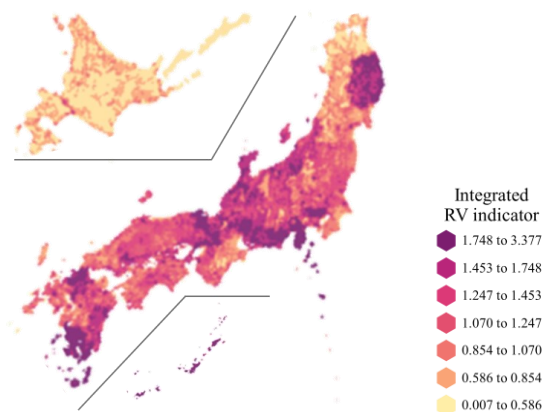 Integrated
RV indicator
1.748 to 3.377
1.453 to 1.748
1.247 to 1.453
1.070 to 1.247
0.854 to 1.070
0.586 to 0.854
0.007 to 0.586